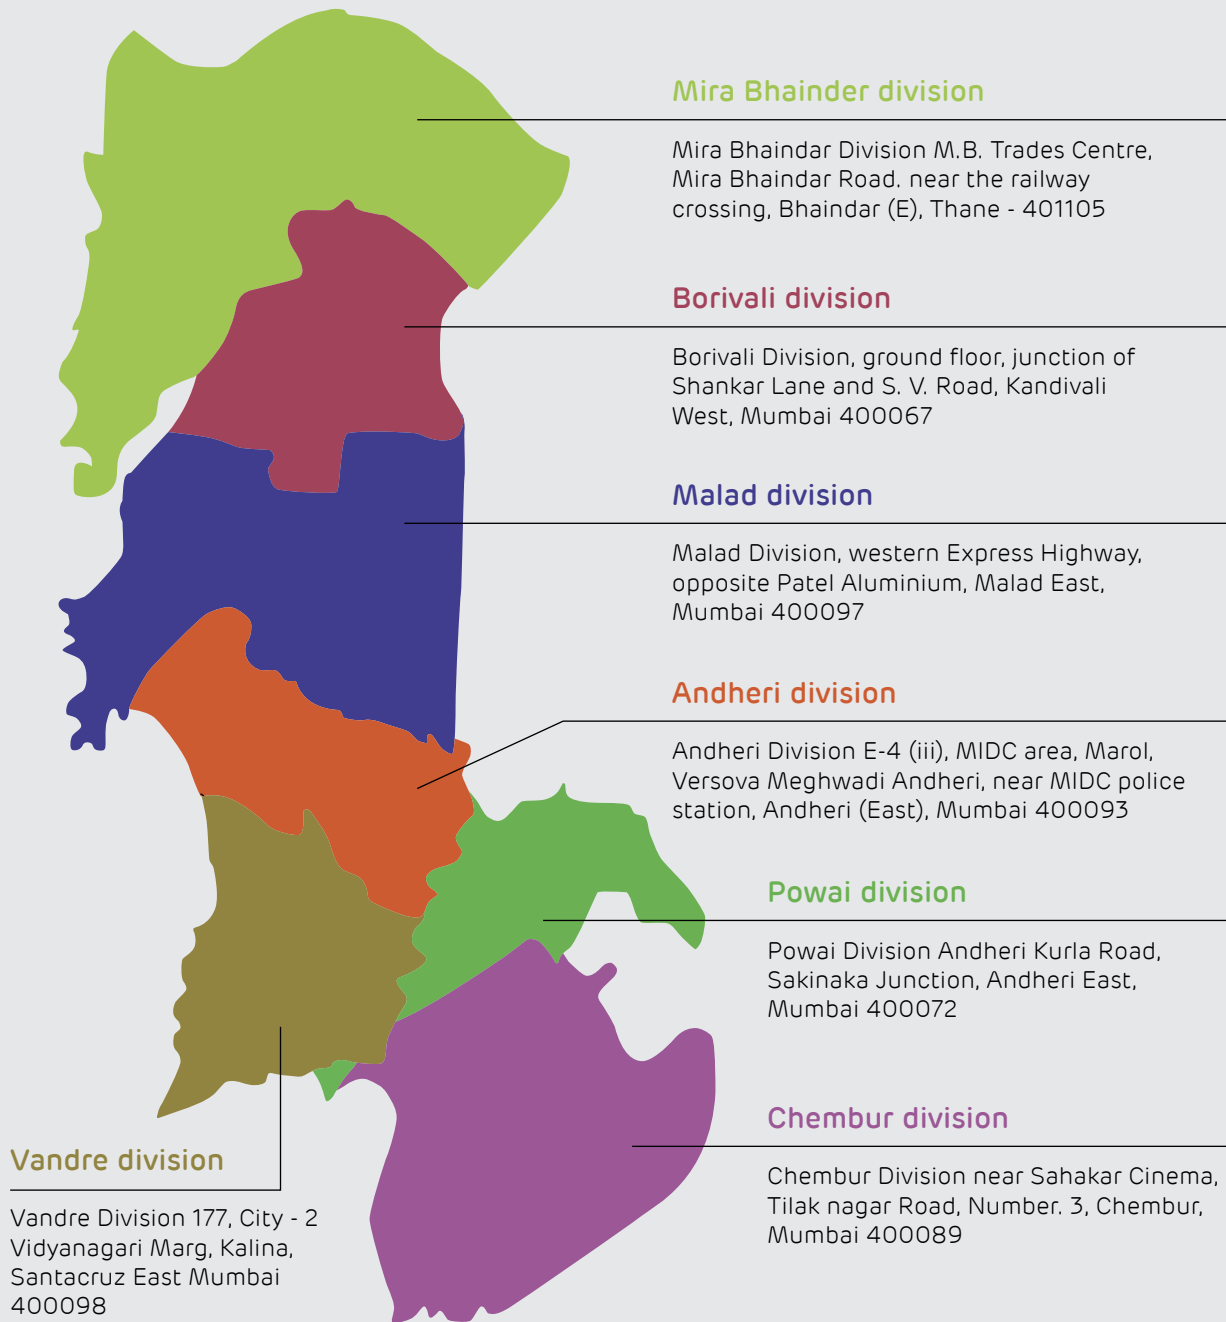 Mira Bhainder division
Mira Bhaindar Division M.B. Trades Centre,
Mira Bhaindar Road. near the railway
crossing, Bhaindar (E), Thane - 401105
Borivali division
Borivali Division, ground floor, junction of
Shankar Lane and S. V. Road, Kandivali
West, Mumbai 400067
Malad division
Malad Division, western Express Highway,
opposite Patel Aluminium, Malad East,
Mumbai 400097
Andheri division
Andheri Division E-4 (iii), MIDC area, Marol,
Versova Meghwadi Andheri, near MIDC police
station, Andheri (East), Mumbai 400093
Powai division
Powai Division Andheri Kurla Road,
Sakinaka Junction, Andheri East,
Mumbai 400072
Chembur division
Chembur Division near Sahakar Cinema,
Tilak nagar Road, Number. 3, Chembur,
Mumbai 400089
Vandre division
Vandre Division 177, City - 2
Vidyanagari Marg, Kalina,
Santacruz East Mumbai
400098